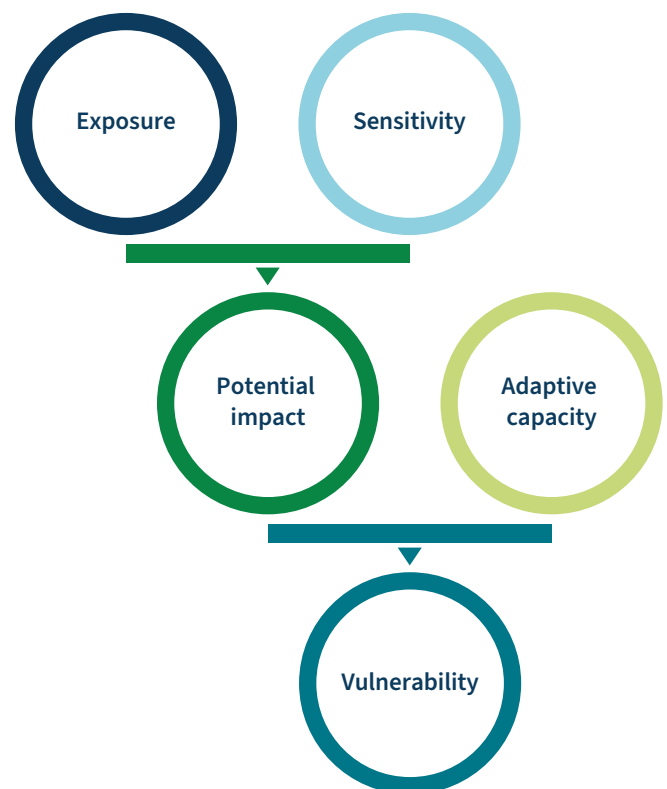 Exposure
Sensitivity
Potential
impact
Adaptive
capacity
Vulnerability